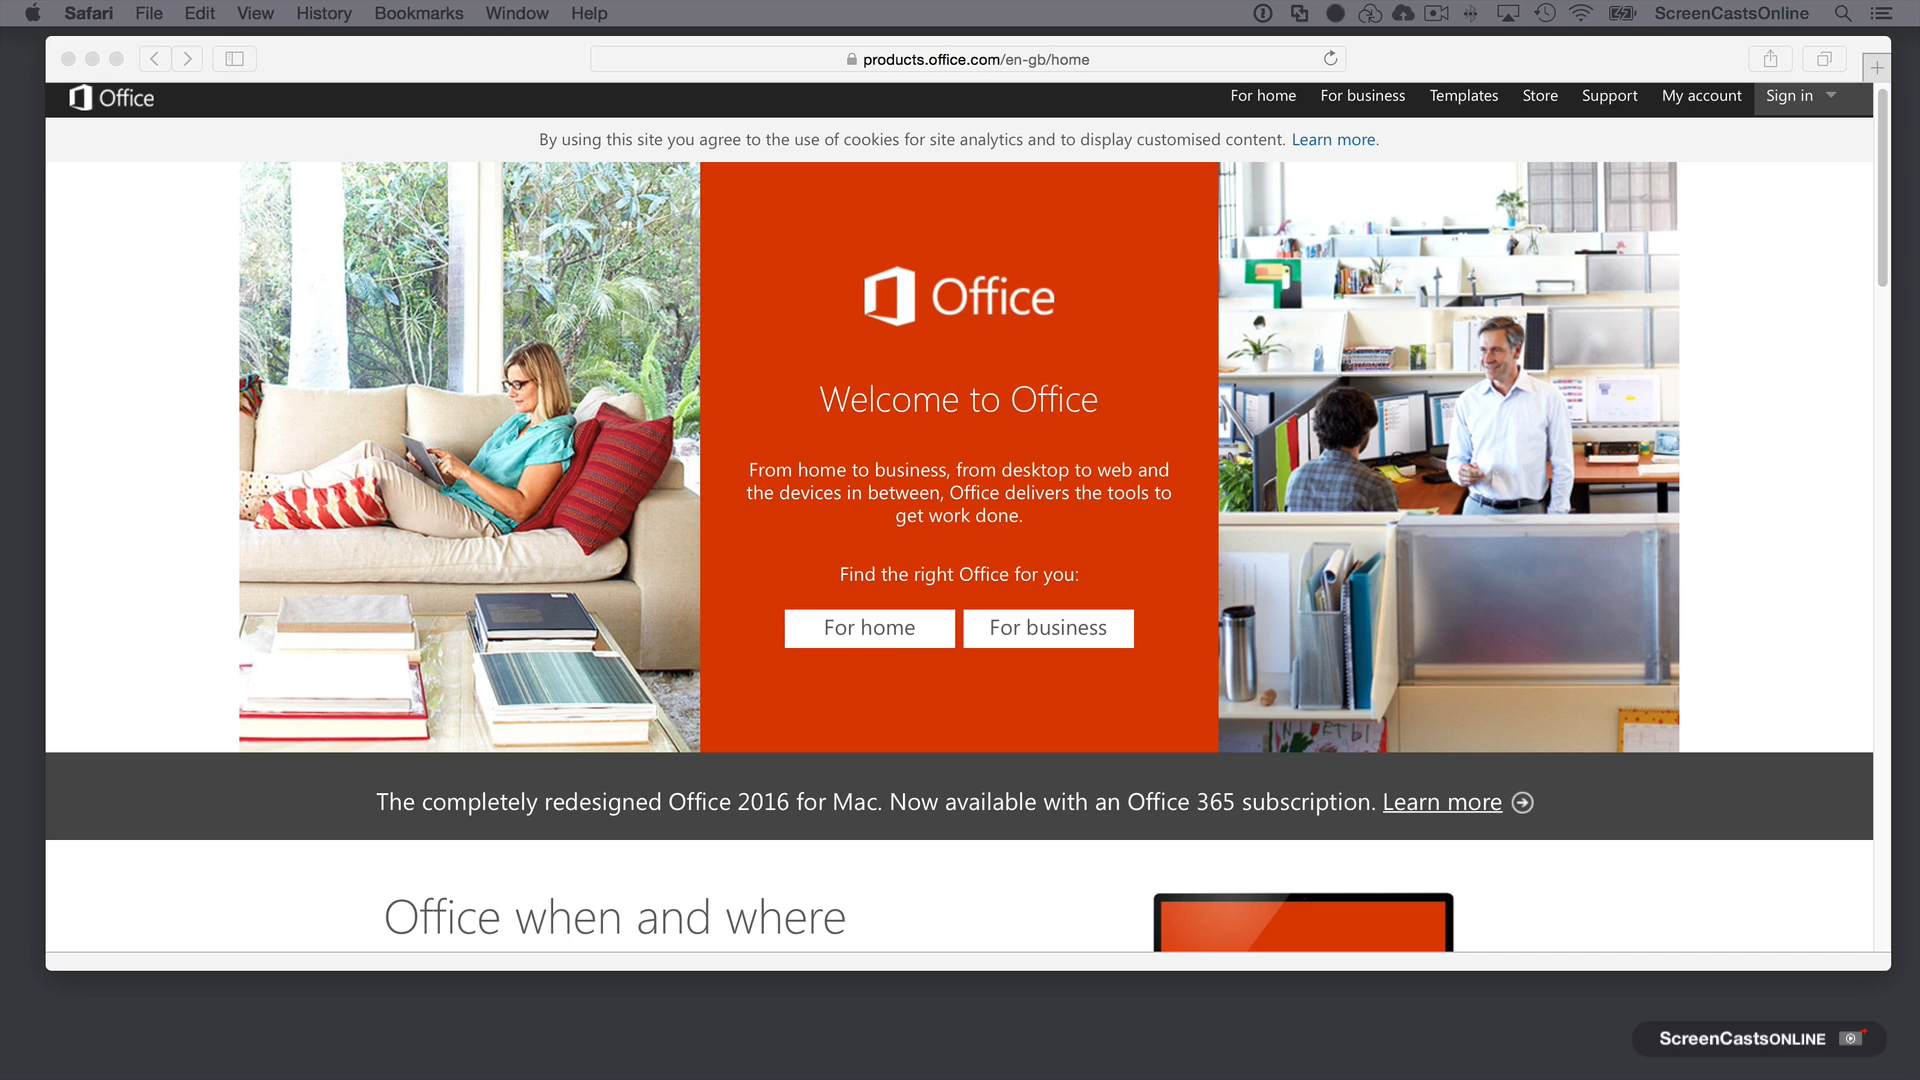 Safari File Edit View History Bookmarks Window Help ScreenCastsOnline
products.office.com/en-gb/home
Office For home For business Templates Store Support My account Sign in
By using this site you agree to the use of cookies for site analytics and to display customised content. Learn more.
Office
Welcome to Office
From home to business, from desktop to web and
the devices in between, Office delivers the tools to
get work done.
Find the right Office for you:
For home For business
The completely redesigned Office 2016 for Mac. Now available with an Office 365 subscription. Learn more
Office when and where
ScreenCastsONLINE